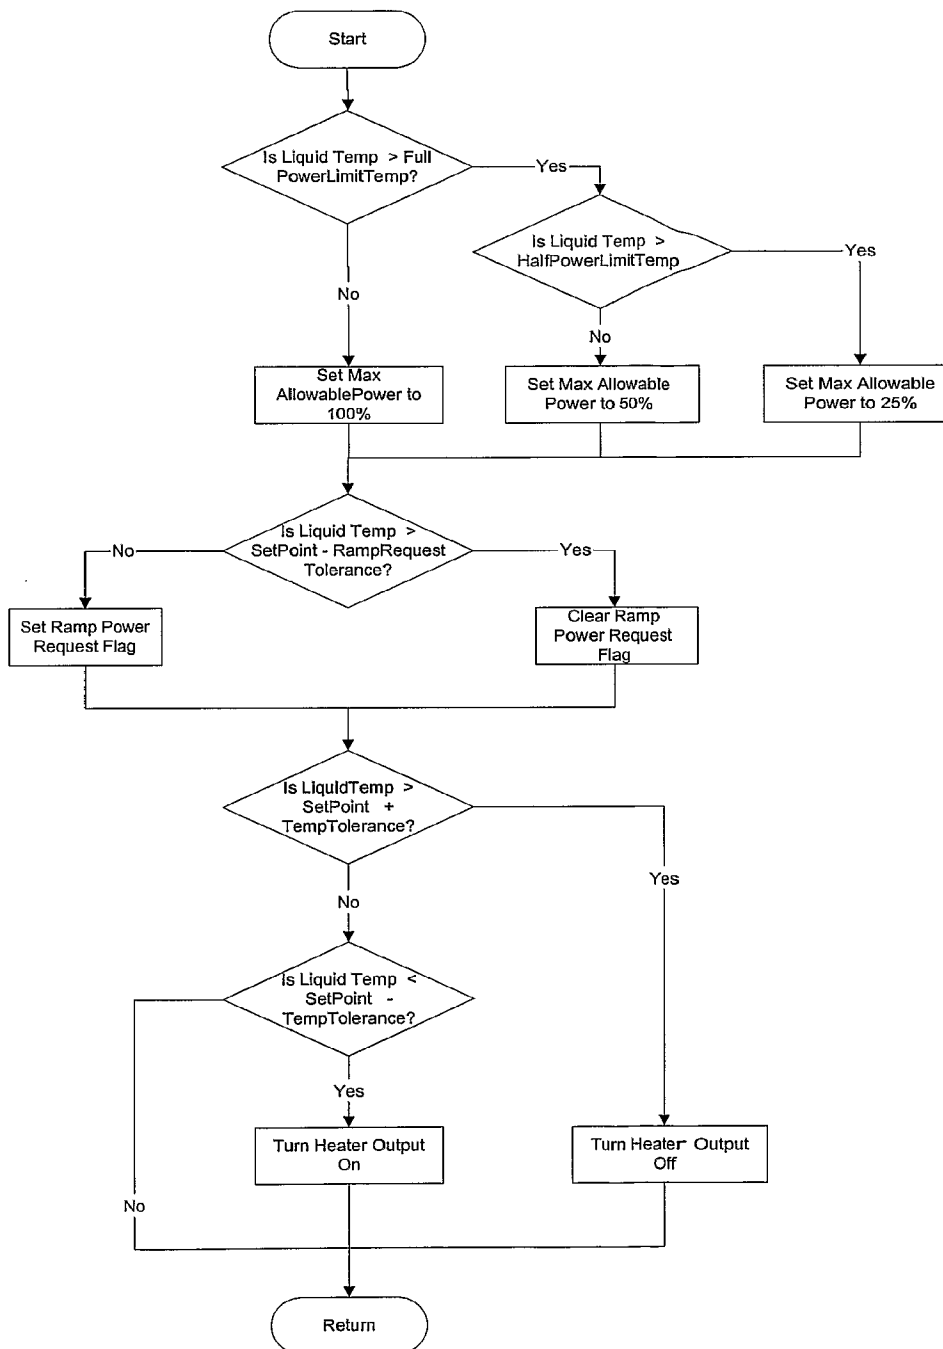 Start
Is Liquid Temp > Full
PowerLimitTemp?
Yes
Is Liquid Temp >
HalfPowerLimitTemp
Yes
No
No
Set Max
AllowablePower to
100%
Set Max Allowable
Power to 50%
Set Max Allowable
Power to 25%
Is Liquid Temp >
SetPoint - RampRequest
Tolerance?
No
Yes
Set Ramp Power
Request Flag
Clear Ramp
Power Request
Flag
Is LiquidTemp >
SetPoint +
TempTolerance?
Yes
No
Is Liquid Temp <
SetPoint -
TempTolerance?
Yes
Turn Heater Output
On
Turn Heater Output
Off
No
Return